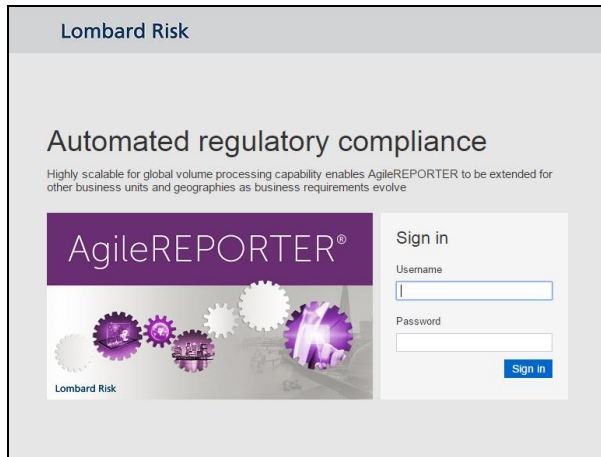 Lombard Risk
Automated regulatory compliance
Highly scalable for global volume processing capability enables AgileREPORTER to be extended for
other business units and geographies as business requirements evolve
AgileREPORTER®
Lombard Risk
Sign in
Username
Password
Sign in